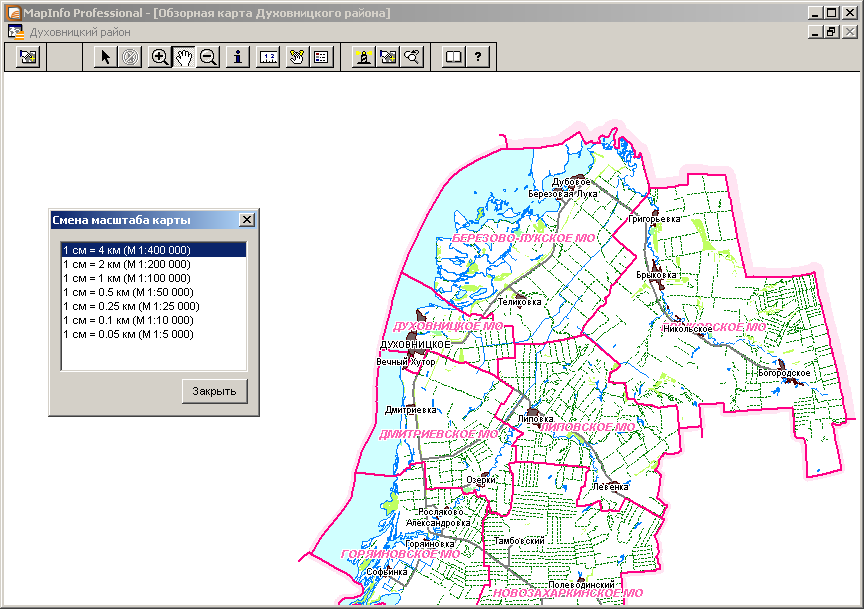 MapInfo Professional - [Обзорная карта Духовницкого района]
Духовницкий район
Смена масштаба карты
1 см = 4 км (М 1:400 000)
1 см = 2 км (М 1:200 000)
1 см = 1 км (М 1:100 000)
1 см = 0.5 км (М 1:50 000)
1 см = 0.25 км (М 1:25 000)
1 см = 0.1 км (М 1:10 000)
1 см = 0.05 км (М 1:5 000)
Закрыть
Дубовое
Березовая Лука
Григорьевка
БЕРЕЗОВО-ЛУКСКОЕ МО
Брыковка
Теликовка
ДУХОВНИЦКОЕ МО
Никольское
МО
ДУХОВНИЦКОЕ
Вечный Хутор
Богородское
Дмитриевка
Липовка
ЛИПОВСКОЕ МО
ДМИТРИЕВСКОЕ МО
Озерки
Левенка
Росляково
Александровка
Горяиновка
Тамбовский
ГОРЯИНОВСКОЕ МО
Софьинка
Полеводинский
НОВОЗАХАРКИНСКОЕ МО